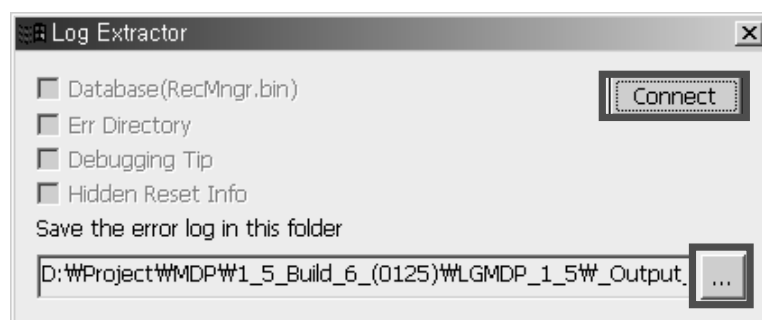 Log Extractor
Database(RecMngr.bin)
Connect
Err Directory
Debugging Tip
Hidden Reset Info
Save the error log in this folder
D:₩Project₩MDP₩1_5_Build_6_(0125)₩LGMDP_1_5₩_Output_
...